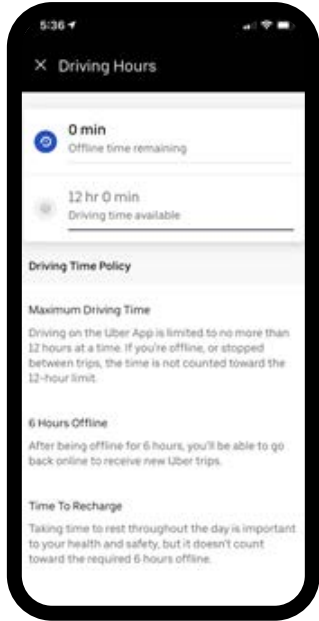 5:36
× Driving Hours
0 min
Offline time remaining
12 hr 0 min
Driving time available
Driving Time Policy
Maximum Driving Time
Driving on the Uber App is limited to no more than
12 hours at a time. If you're offline, or stopped
between trips, the time is not counted toward the
12-hour limit.
6 Hours Offline
After being offline for 6 hours, you'll be able to go
back online to receive new Uber trips.
Time To Recharge
Taking time to rest throughout the day is important
to your health and safety, but it doesn't count
toward the required 6 hours offline.